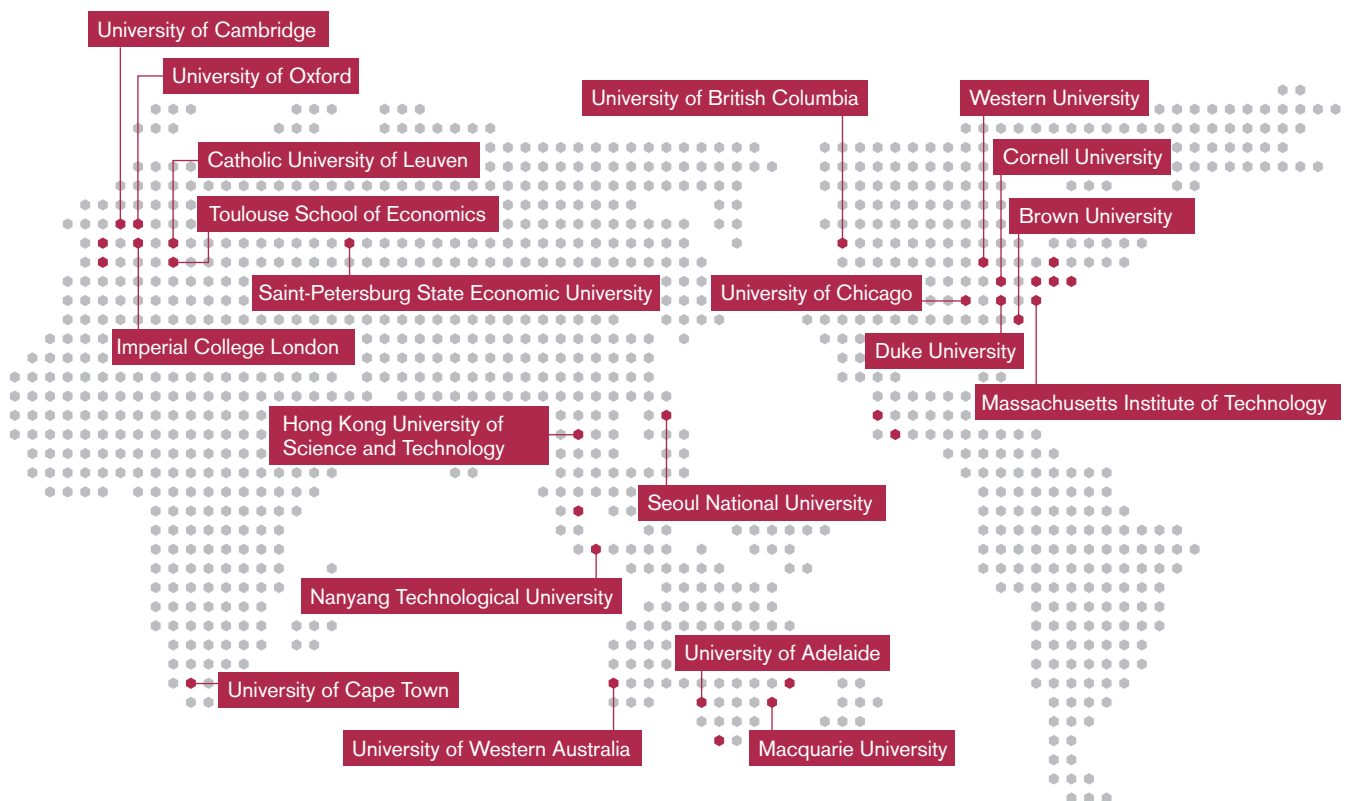 University of Cambridge
University of Oxford
University of British Columbia
Western University
Catholic University of Leuven
Cornell University
Toulouse School of Economics
Brown University
Saint-Petersburg State Economic University
University of Chicago
Imperial College London
Duke University
Massachusetts Institute of Technology
Hong Kong University of
Science and Technology
Seoul National University
Nanyang Technological University
University of Adelaide
University of Cape Town
University of Western Australia
Macquarie University